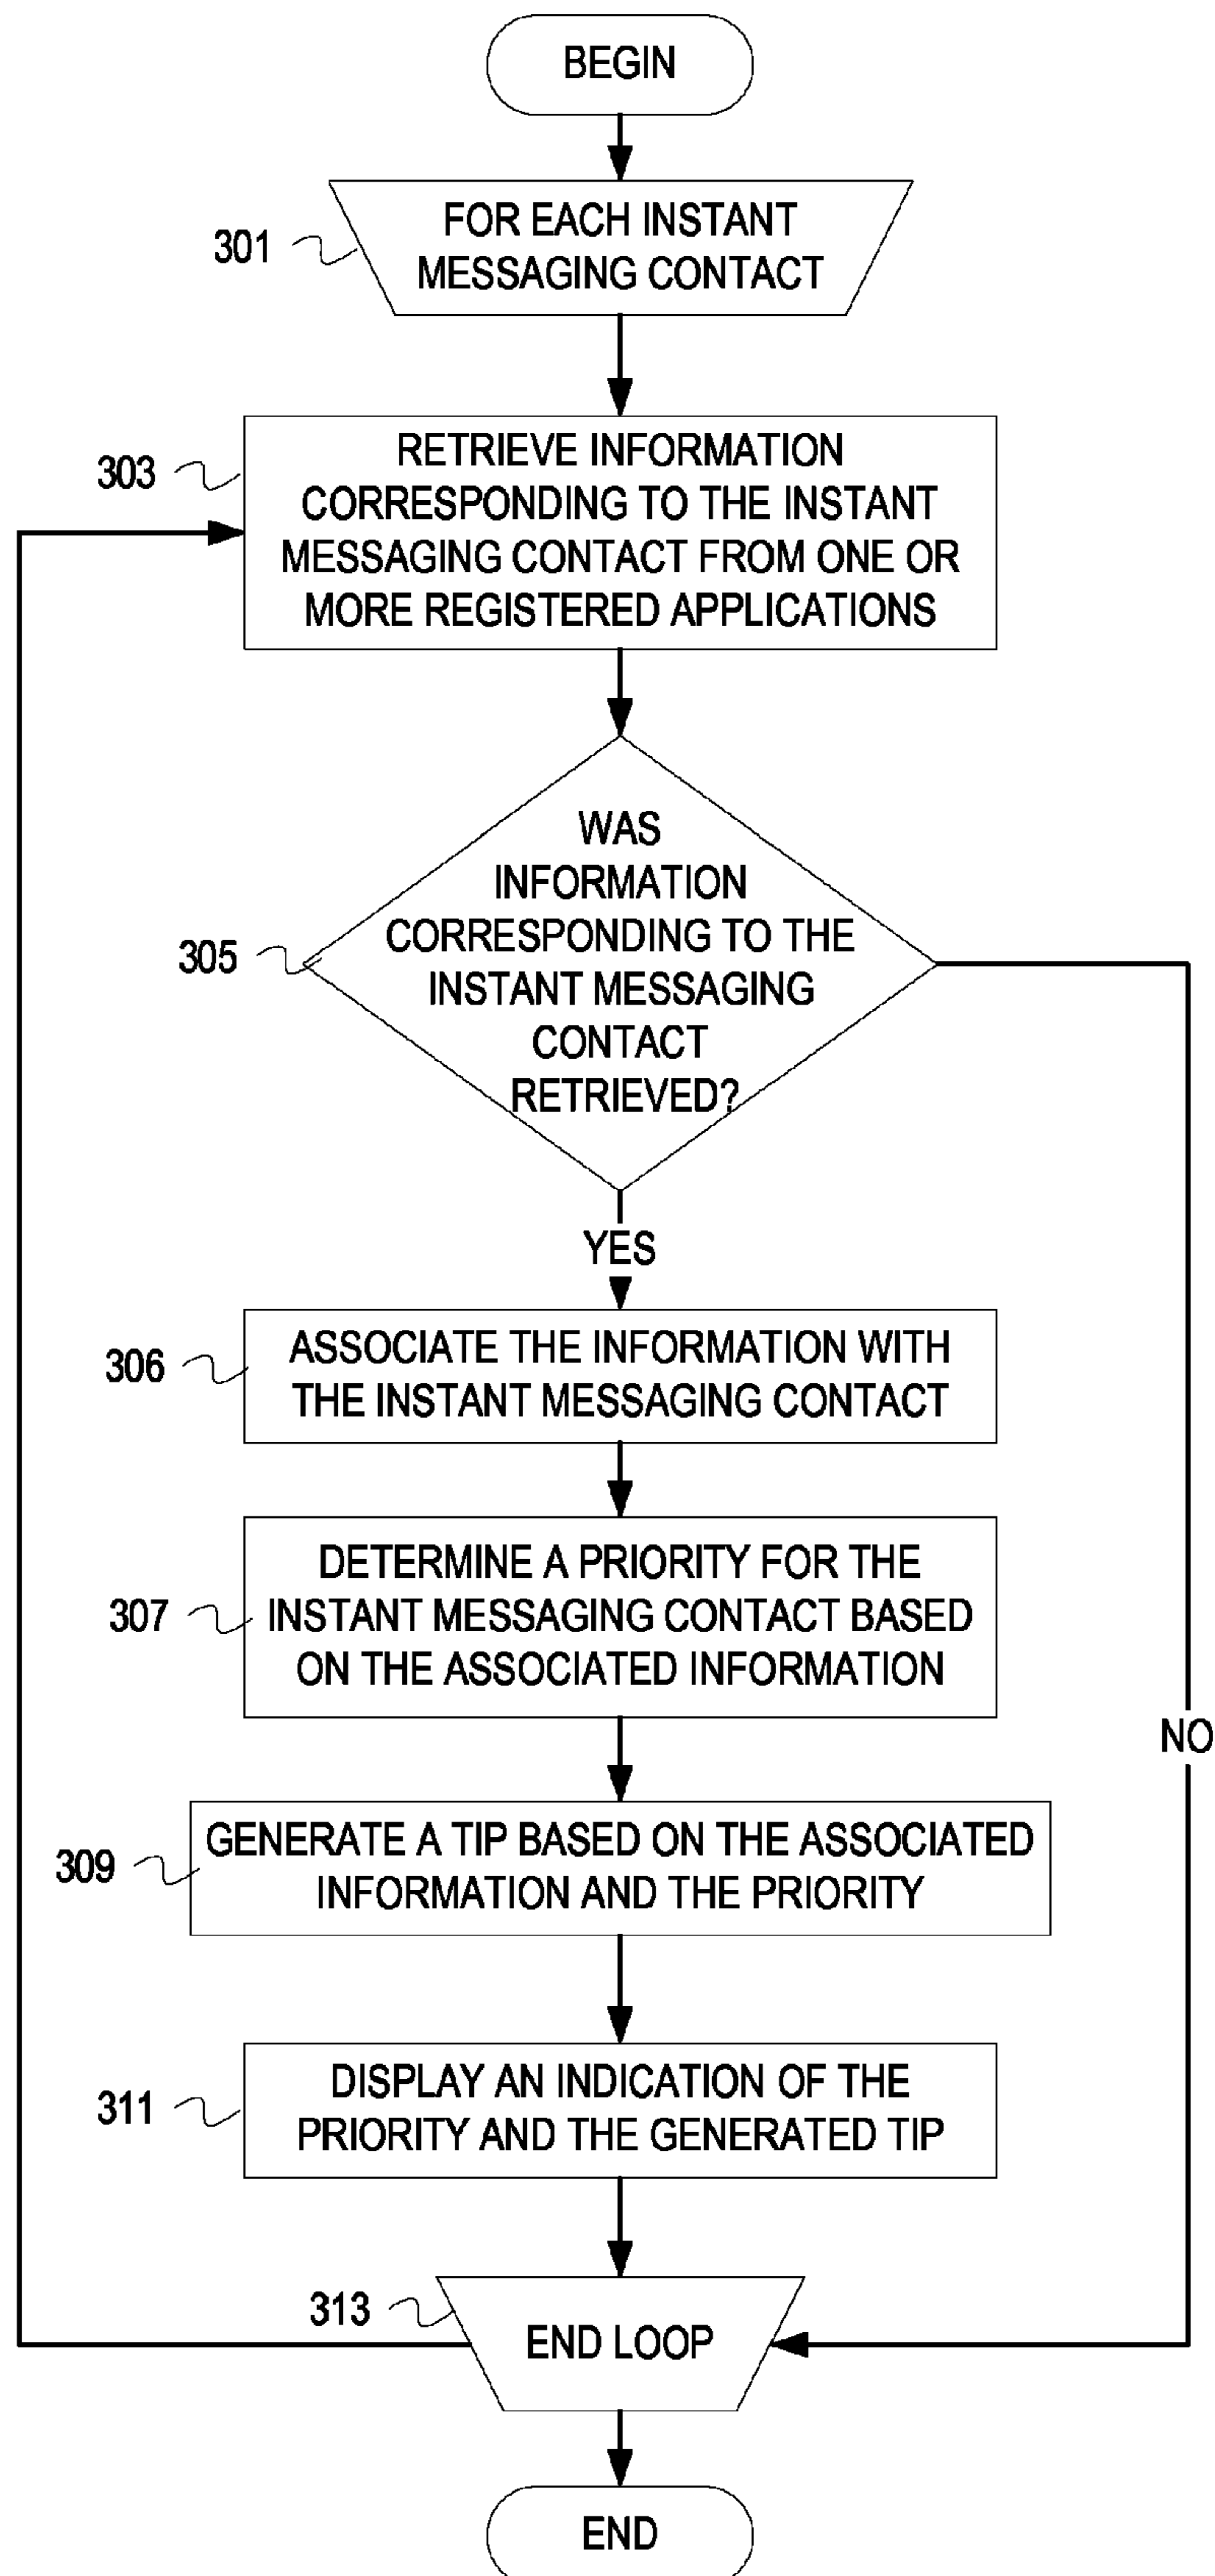 BEGIN
301
FOR EACH INSTANT
MESSAGING CONTACT
303
RETRIEVE INFORMATION
CORRESPONDING TO THE INSTANT
MESSAGING CONTACT FROM ONE OR
MORE REGISTERED APPLICATIONS
305
WAS
INFORMATION
CORRESPONDING TO THE
INSTANT MESSAGING
CONTACT
RETRIEVED?
YES
306
ASSOCIATE THE INFORMATION WITH
THE INSTANT MESSAGING CONTACT
307
DETERMINE A PRIORITY FOR THE
INSTANT MESSAGING CONTACT BASED
ON THE ASSOCIATED INFORMATION
NO
309
GENERATE A TIP BASED ON THE ASSOCIATED
INFORMATION AND THE PRIORITY
311
DISPLAY AN INDICATION OF THE
PRIORITY AND THE GENERATED TIP
313
END LOOP
END